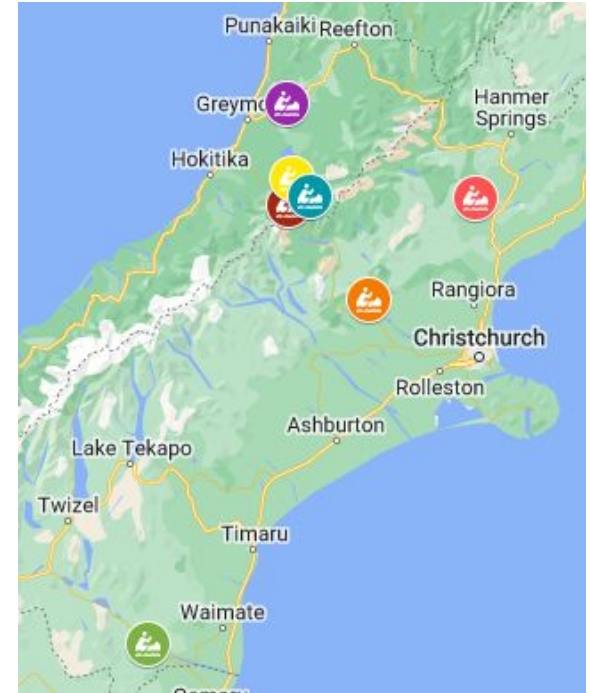 Punakaiki
Reefton
Greymo
Hanmer
Springs
Hokitika
Rangiora
Christchurch
Rolleston
Ashburton
Lake Tekapo
Twizel
Timaru
Waimate